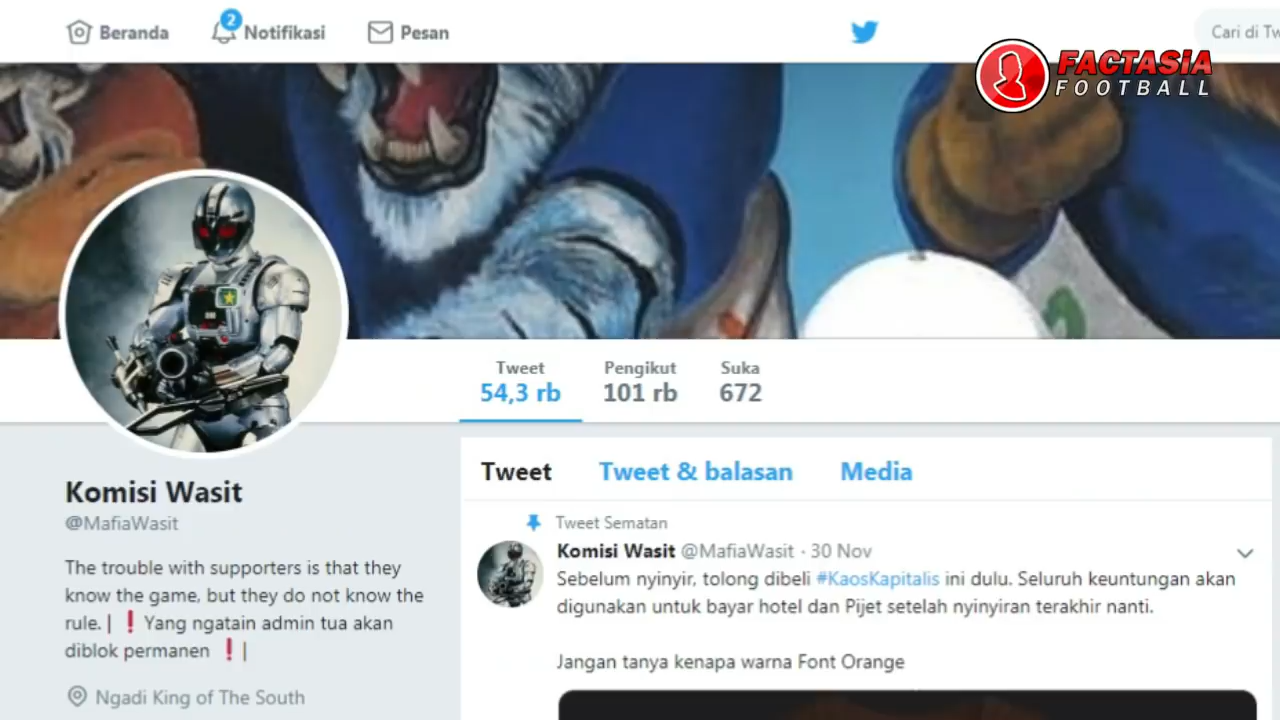 Beranda
2
Notifikasi
Pesan
Cari di Tw
FACTASiA
FOOTBALL
Tweet
54,3 rb
Pengikut
101 rb
Suka
672
Komisi Wasit
@MafiaWasit
The trouble with supporters is that they
know the game, but they do not know the
rule. | ❗Yang ngatain admin tua akan
diblok permanen ❗|
Ngadi King of The South
Tweet
Tweet & balasan
Media
Tweet Sematan
Komisi Wasit @MafiaWasit · 30 Nov
Sebelum nyinyir, tolong dibeli #KaosKapitalis ini dulu. Seluruh keuntungan akan
digunakan untuk bayar hotel dan Pijet setelah nyinyiran terakhir nanti.
Jangan tanya kenapa warna Font Orange